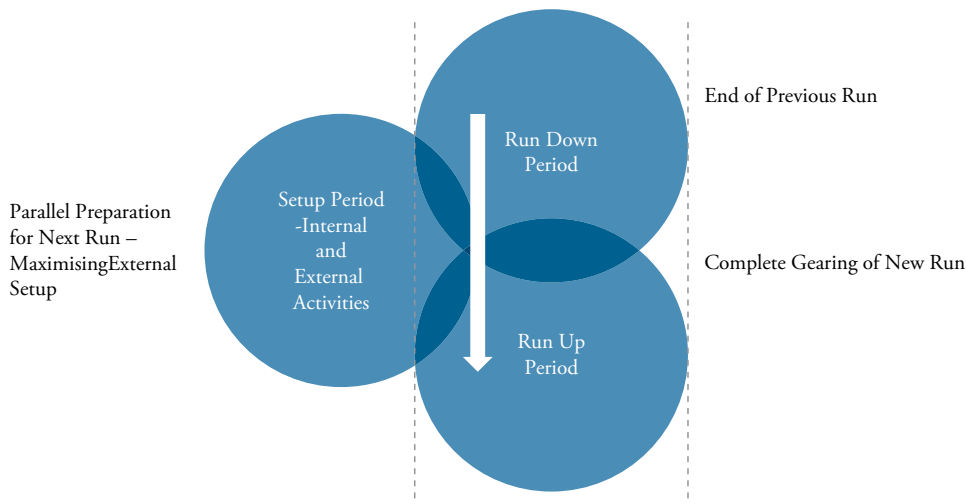 Parallel Preparation
for Next Run –
MaximisingExternal
Setup
Setup Period
-Internal
and
External
Activities
Run Down
Period
Run Up
Period
End of Previous Run
Complete Gearing of New Run